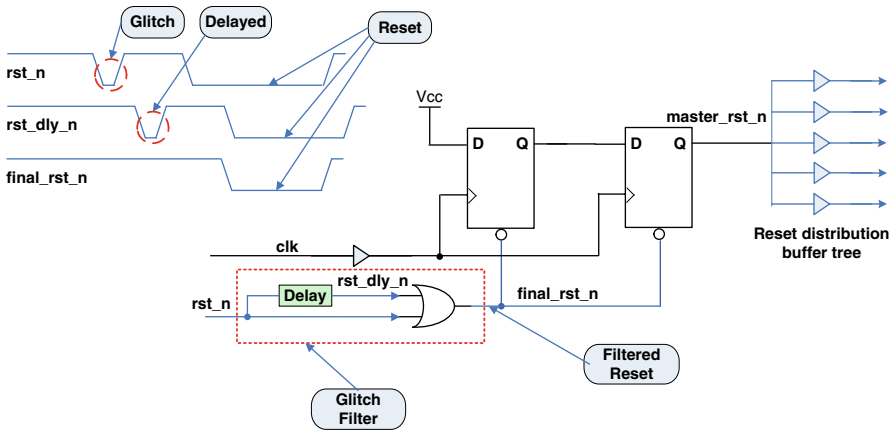 Glitch
Delayed
Reset
rst_n
rst_dly_n
final_rst_n
Vcc
D
Q
D
Q
master_rst_n
Reset distribution
buffer tree
clk
rst_n
Delay
rst_dly_n
final_rst_n
Filtered
Reset
Glitch
Filter